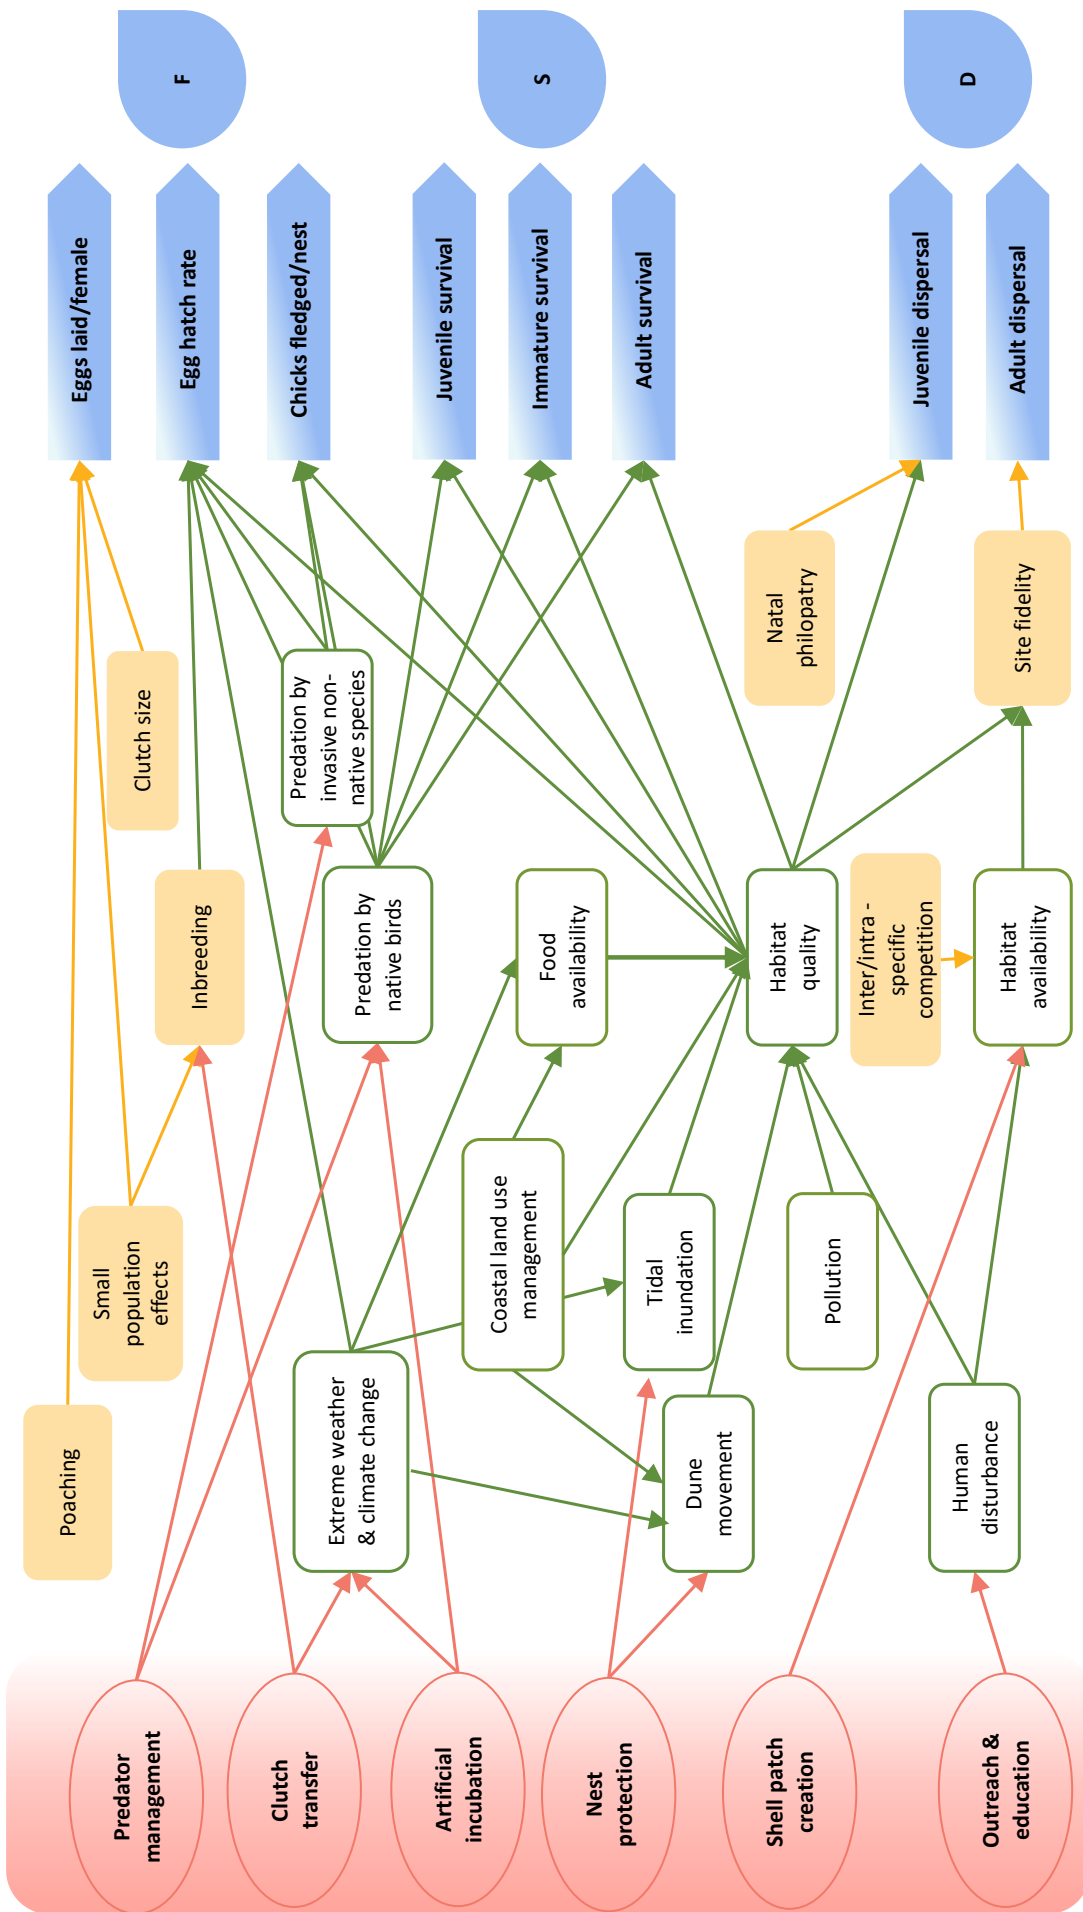 F
S
D
Eggs laid/female
Egg hatch rate
Chicks fledged/nest
Juvenile survival
Immature survival
Adult survival
Juvenile dispersal
Adult dispersal
Natal
philopatry
Site fidelity
Clutch size
Predation by
invasive non-
native species
Inbreeding
Predation by
native birds
Food
availability
Habitat
quality
Inter/intra -
specific
competition
Habitat
availability
Small
population
effects
Coastal land use
management
Tidal
inundation
Pollution
Poaching
Extreme weather
& climate change
Dune
movement
Human
disturbance
Predator
management
Clutch
transfer
Artificial
incubation
Nest
protection
Shell patch
creation
Outreach &
education